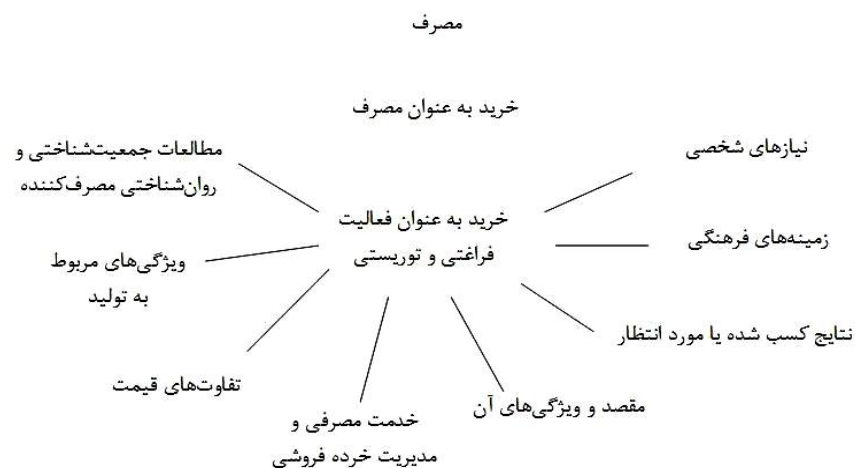 مصرف
خرید به عنوان مصرف
نیازهای شخصی
مطالعات جمعیت‌شناختی و
روان‌شناختی مصرف‌کننده
خرید به عنوان فعالیت
فراغتی و توریستی
زمینه‌های فرهنگی
ویژگی‌های مربوط
به تولید
نتایج کسب شده یا مورد انتظار
تفاوت‌های قیمت
مقصد و ویژگی‌های آن
خدمت مصرفی و
مدیریت خرده فروشی